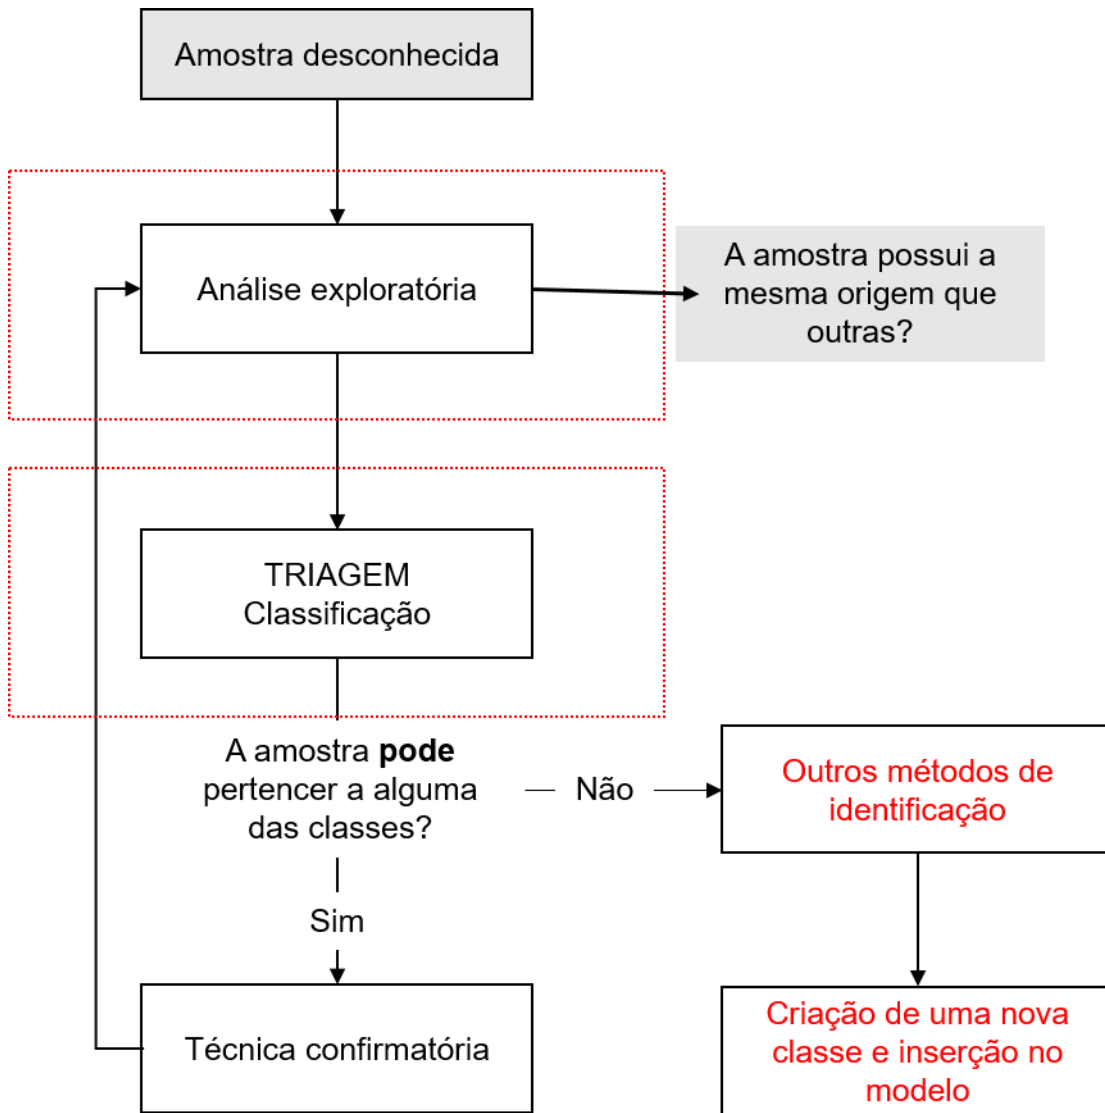 Amostra desconhecida
Análise exploratória
A amostra possui a
mesma origem que
outras?
TRIAGEM
Classificação
A amostra pode
pertencer a alguma
das classes?
Não
Outros métodos de
identificação
Sim
Técnica confirmatória
Criação de uma nova
classe e inserção no
modelo